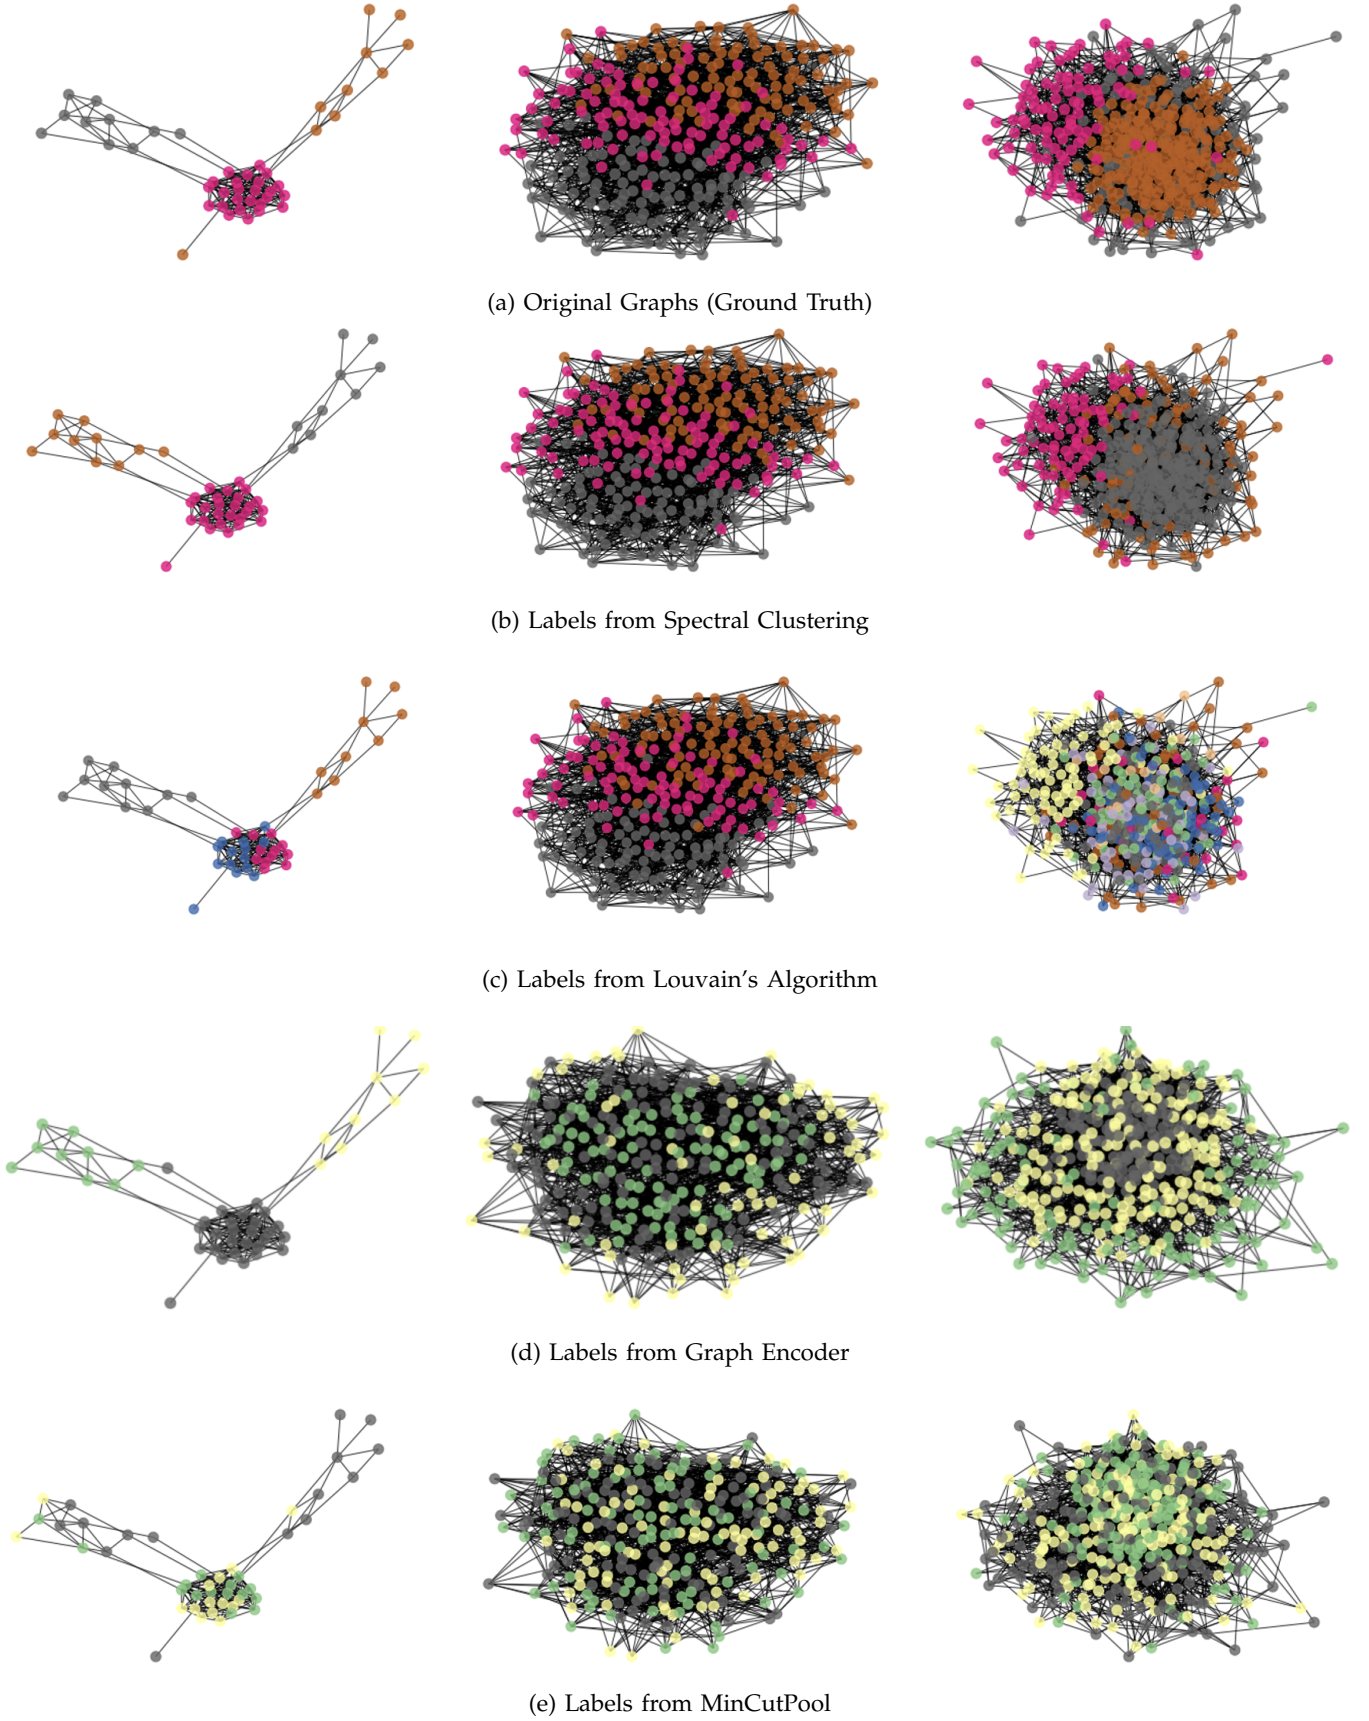 (a) Original Graphs (Ground Truth)
(b) Labels from Spectral Clustering
(c) Labels from Louvain's Algorithm
(d) Labels from Graph Encoder
(e) Labels from MinCutPool